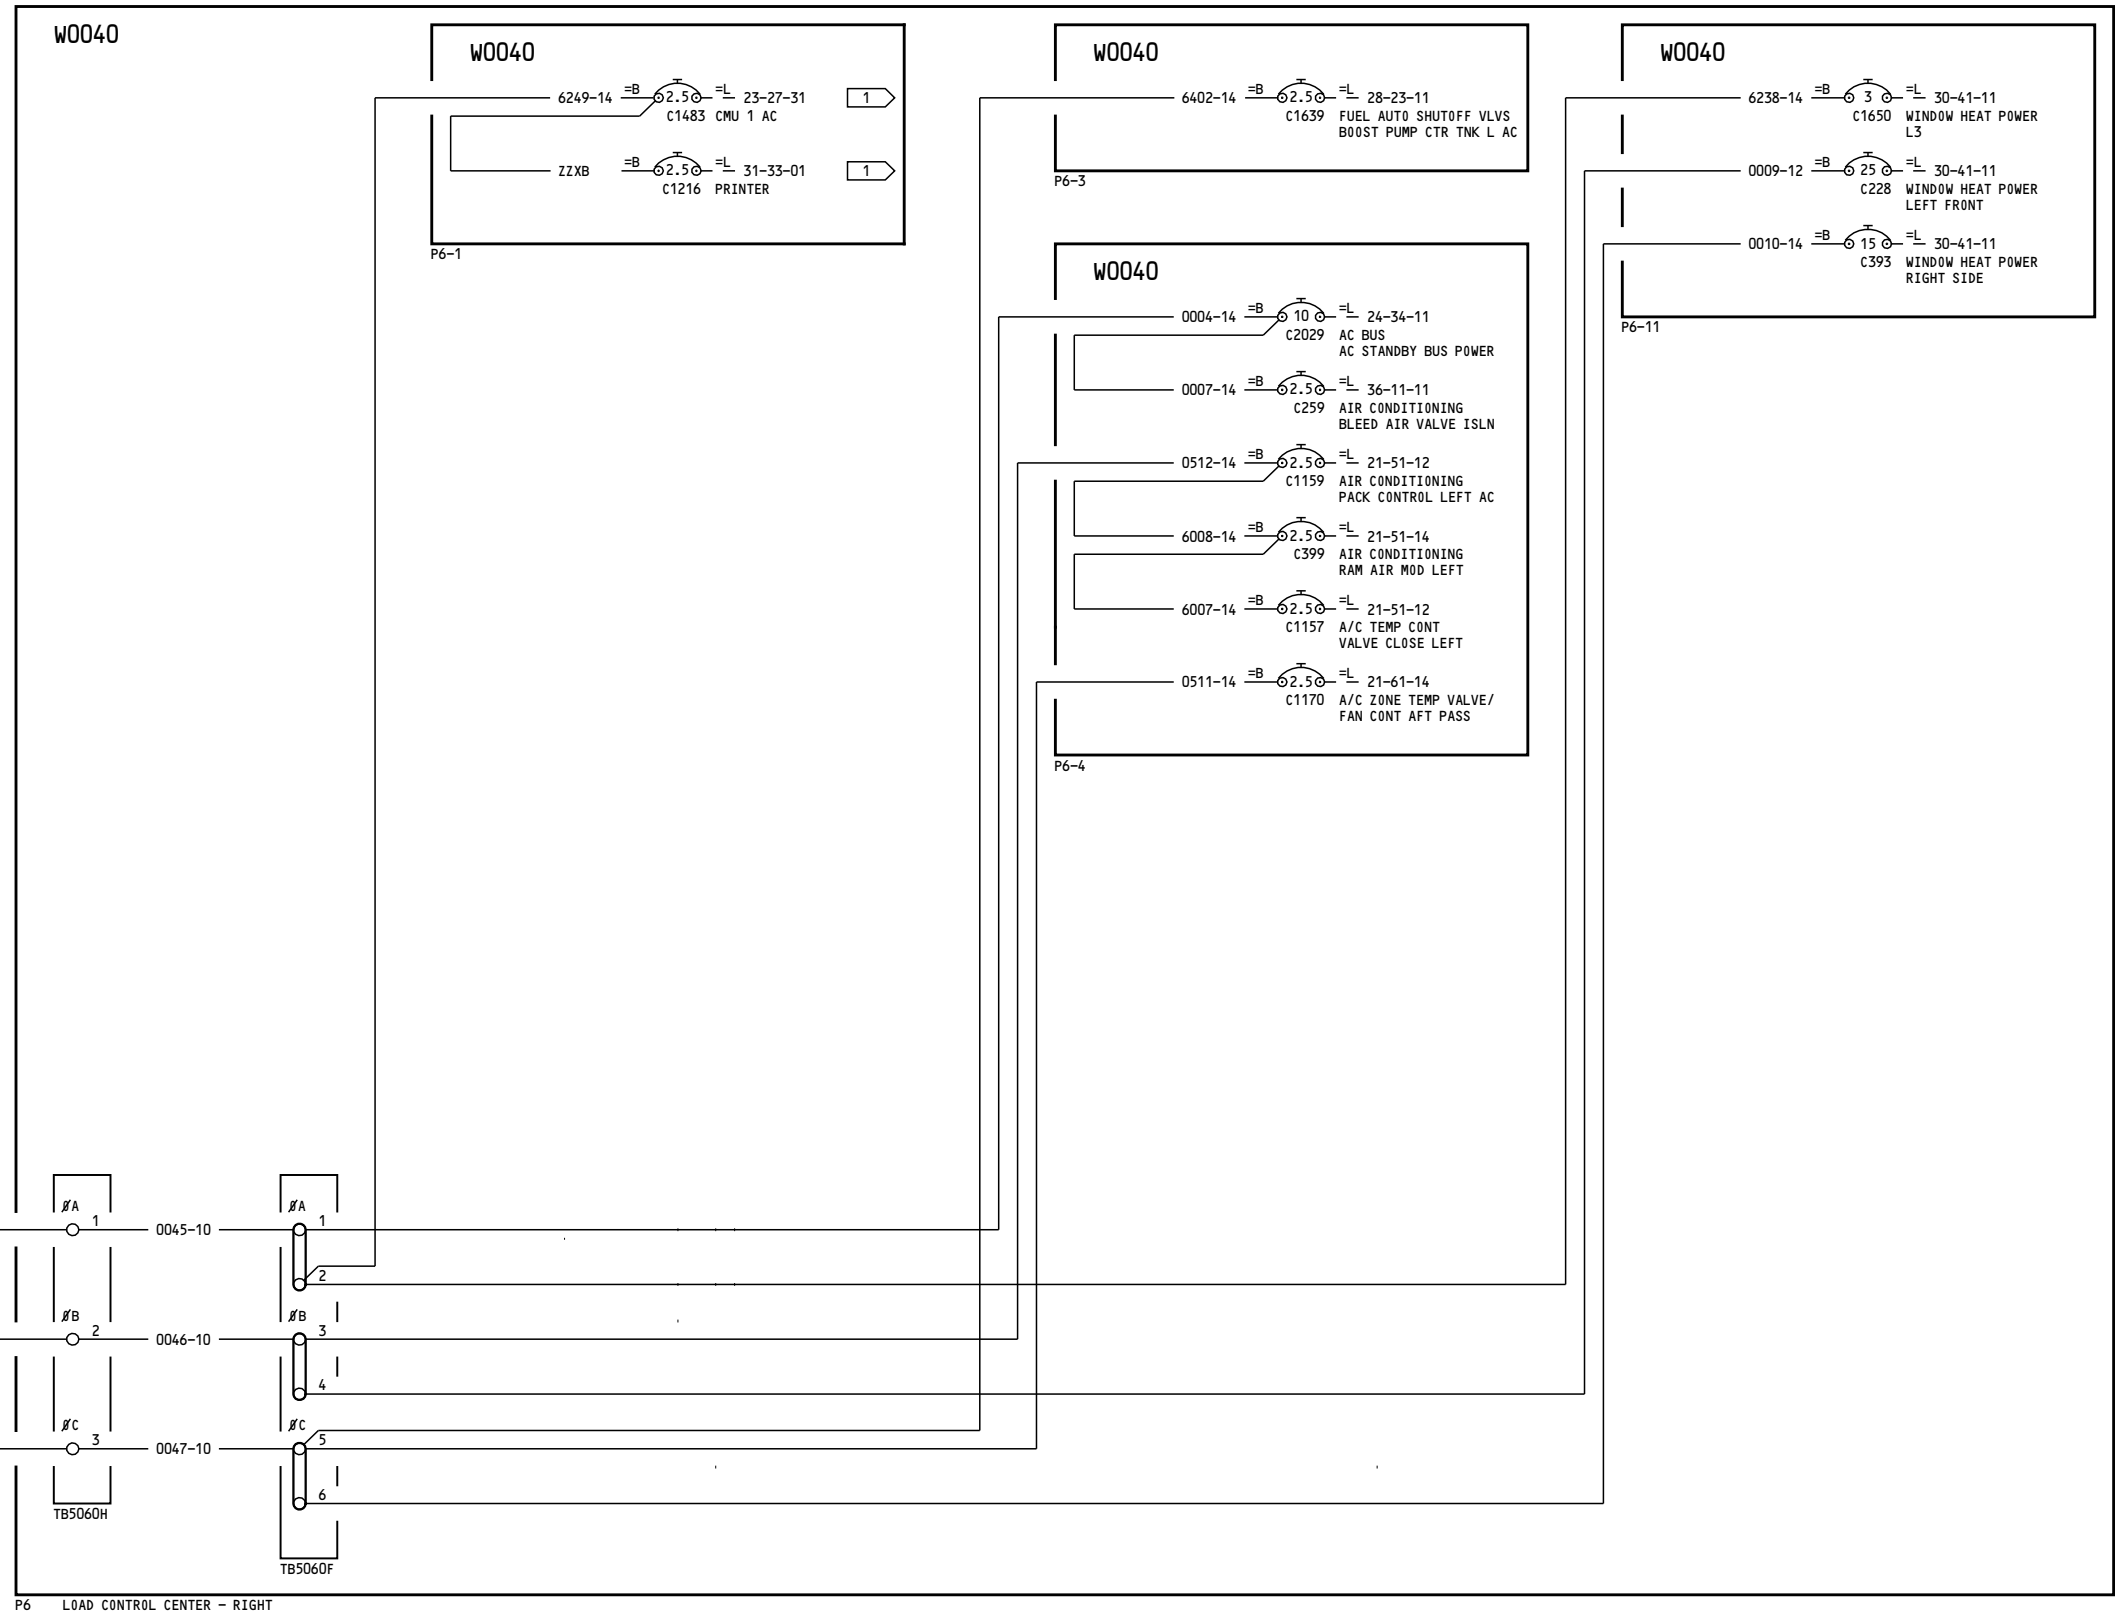 W0040
W0040
6249-14 =B 2.5 =L 23-27-31 1
C1483 CMU 1 AC
ZZXB =B 2.5 =L 31-33-01 1
C1216 PRINTER
P6-1
W0040
6402-14 =B 2.5 =L 28-23-11
C1639 FUEL AUTO SHUTOFF VLVS
BOOST PUMP CTR TNK L AC
P6-3
W0040
0004-14 =B 10 =L 24-34-11
C2029 AC BUS
AC STANDBY BUS POWER
0007-14 =B 2.5 =L 36-11-11
C259 AIR CONDITIONING
BLEED AIR VALVE ISLN
0512-14 =B 2.5 =L 21-51-12
C1159 AIR CONDITIONING
PACK CONTROL LEFT AC
6008-14 =B 2.5 =L 21-51-14
C399 AIR CONDITIONING
RAM AIR MOD LEFT
6007-14 =B 2.5 =L 21-51-12
C1157 A/C TEMP CONT
VALVE CLOSE LEFT
0511-14 =B 2.5 =L 21-61-14
C1170 A/C ZONE TEMP VALVE/
FAN CONT AFT PASS
P6-4
W0040
6238-14 =B 3 =L 30-41-11
C1650 WINDOW HEAT POWER
L3
0009-12 =B 25 =L 30-41-11
C228 WINDOW HEAT POWER
LEFT FRONT
0010-14 =B 15 =L 30-41-11
C393 WINDOW HEAT POWER
RIGHT SIDE
P6-11
ØA ØA
1 0045-10 1
2
ØB ØB
2 0046-10 3
4
ØC ØC
3 0047-10 5
6
TB5060H
TB5060F
P6 LOAD CONTROL CENTER - RIGHT